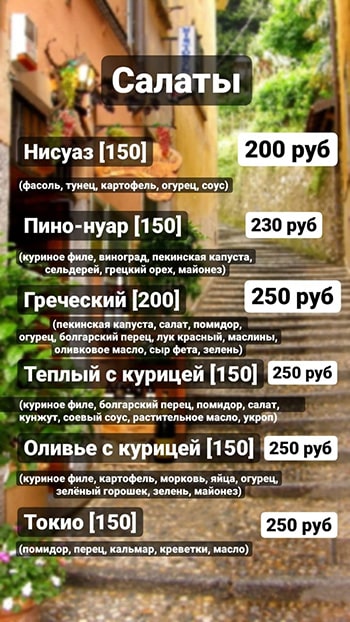 Салаты
Нисуаз [150]
200 руб
(фасоль, тунец, картофель, огурец, соус)
Пино-нуар [150]
230 руб
(куриное филе, виноград, пекинская капуста,
сельдерей, грецкий орех, майонез)
Греческий [200]
250 руб
(пекинская капуста, салат, помидор,
огурец, болгарский перец, лук красный, маслины,
оливковое масло, сыр фета, зелень)
Теплый с курицей [150]
250 руб
(куриное филе, болгарский перец, помидор, салат,
кунжут, соевый соус, растительное масло, укроп)
Оливье с курицей [150]
250 руб
(куриное филе, картофель, морковь, яйца, огурец,
зелёный горошек, зелень, майонез)
Токио [150]
250 руб
(помидор, перец, кальмар, креветки, масло)